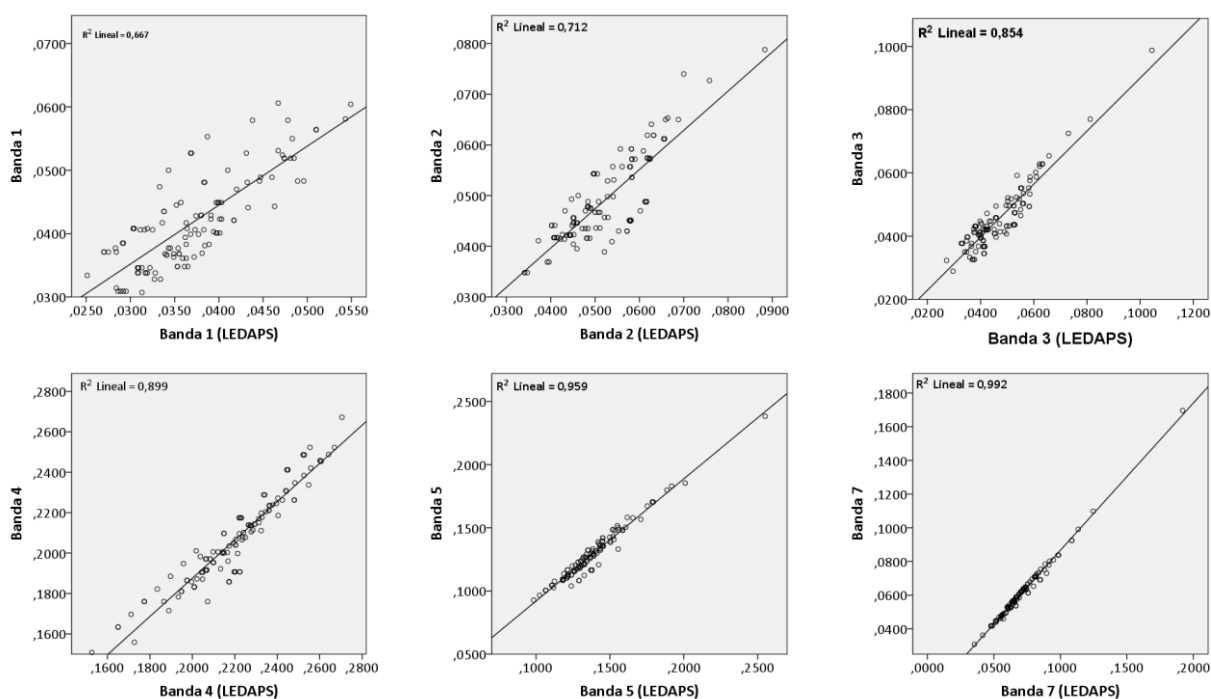 R² Lineal = 0,667
Banda 1
,0700
,0600
,0500
,0400
,0300
,0250 ,0300 ,0350 ,0400 ,0450 ,0500 ,0550
Banda 1 (LEDAPS)
R² Lineal = 0,712
Banda 2
,0800
,0700
,0600
,0500
,0400
,0300
,0300 ,0400 ,0500 ,0600 ,0700 ,0800 ,0900
Banda 2 (LEDAPS)
R² Lineal = 0,854
Banda 3
,1000
,0800
,0600
,0400
,0200
,0200 ,0400 ,0600 ,0800 ,1000 ,1200
Banda 3 (LEDAPS)
R² Lineal = 0,899
Banda 4
,2800
,2600
,2400
,2200
,2000
,1800
,1600
,1600 ,1800 ,2000 ,2200 ,2400 ,2600 ,2800
Banda 4 (LEDAPS)
R² Lineal = 0,959
Banda 5
,2500
,2000
,1500
,1000
,0500
,1000 ,1500 ,2000 ,2500
Banda 5 (LEDAPS)
R² Lineal = 0,992
Banda 7
,1800
,1600
,1400
,1200
,1000
,0800
,0600
,0400
,0000 ,0500 ,1000 ,1500 ,2000
Banda 7 (LEDAPS)